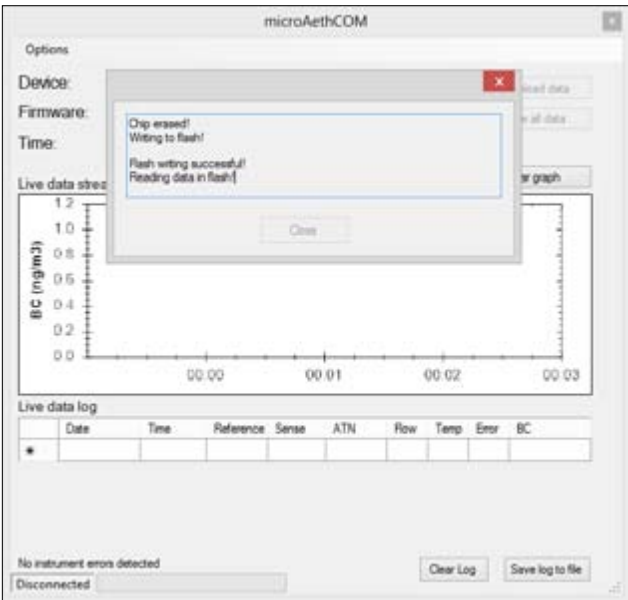 microAethCOM
x
Options
Device:
Firmware:
Time:
x
Chip erased!
Writing to flash!
Flash writing successful!
Reading data in flash!
Close
data
all data
graph
Live data
1.2
1.0
0.8
0.6
0.4
0.2
0.0
BC (ng/m3)
00:00
00:01
00:02
00:03
Live data log
Date Time Reference Sense ATN Flow Temp Error BC
*
No instrument errors detected
Clear Log
Save log to file
Disconnected